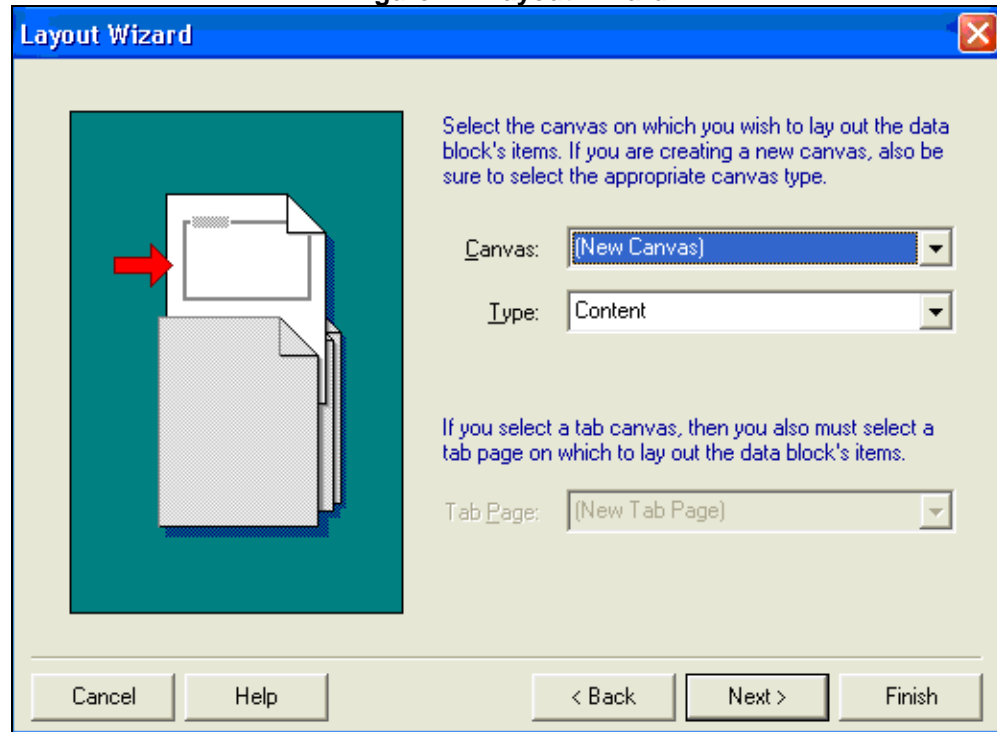 Layout Wizard
Select the canvas on which you wish to lay out the data
block's items. If you are creating a new canvas, also be
sure to select the appropriate canvas type.
Canvas: (New Canvas)
Type: Content
If you select a tab canvas, then you also must select a
tab page on which to lay out the data block's items.
Tab Page: (New Tab Page)
Cancel Help < Back Next > Finish